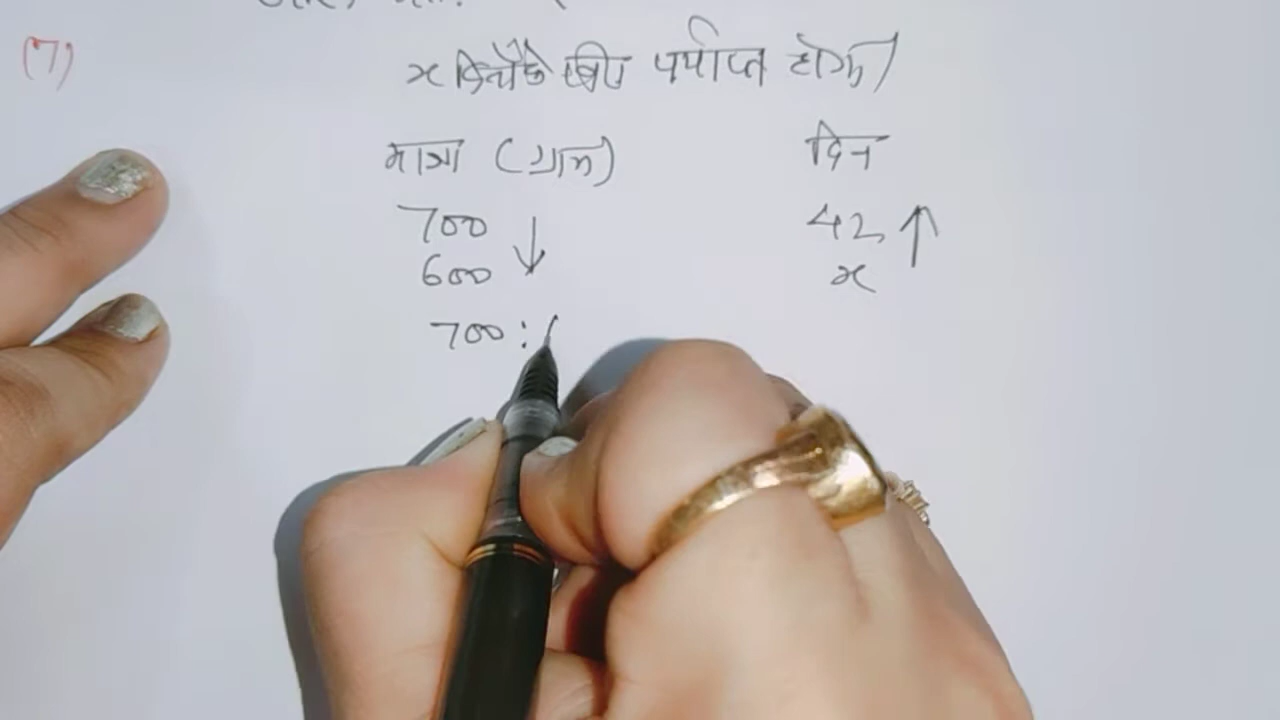 (7)
x दिनों के लिए पर्याप्त होगा
मात्रा (ग्राम) दिन
700 ↓ 42 ↑
600 x
700 :